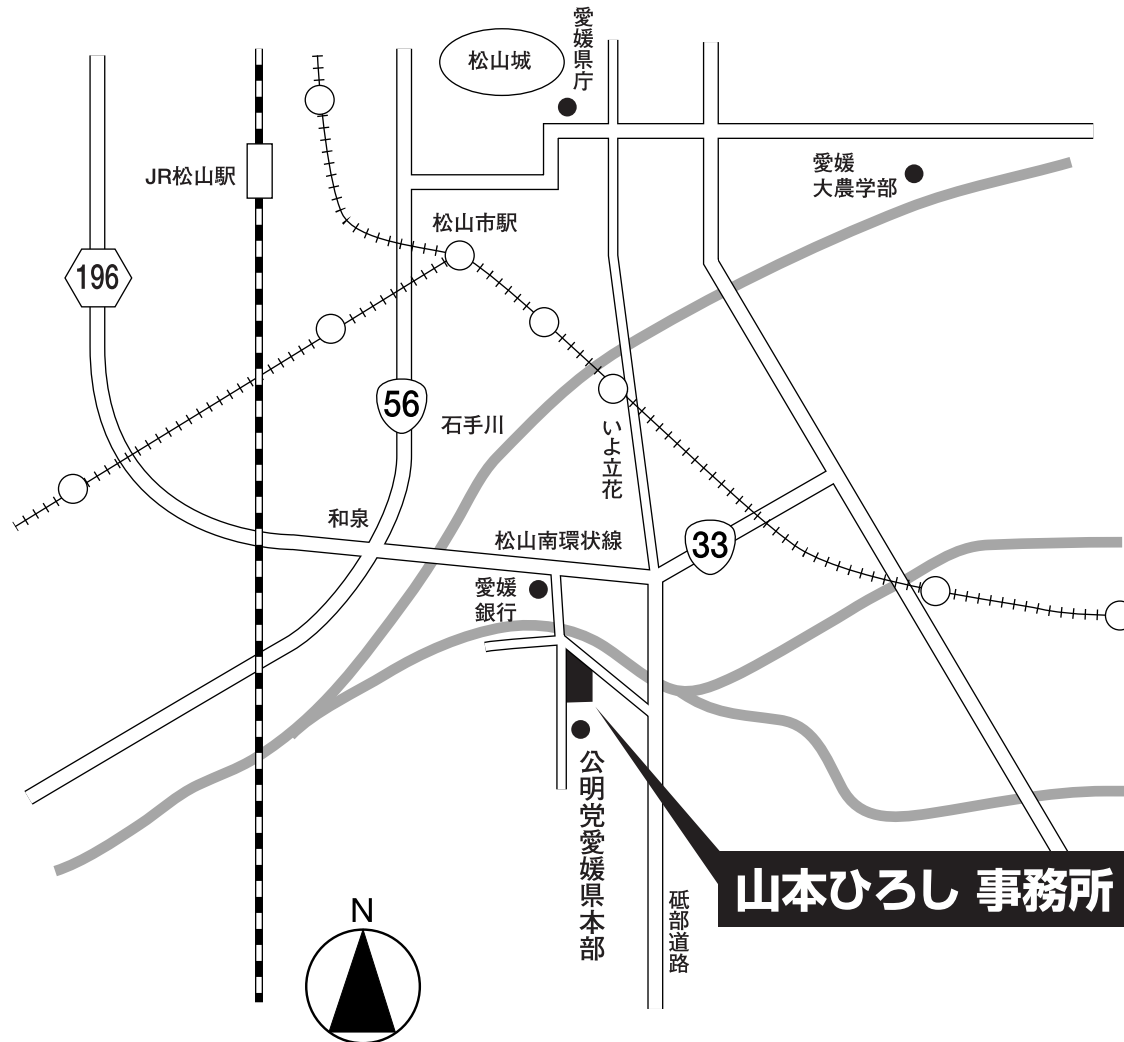 愛媛県庁
松山城
JR松山駅
愛媛
大農学部
松山市駅
196
56
石手川
いよ立花
和泉
松山南環状線
33
愛媛
銀行
公明党愛媛県本部
山本ひろし 事務所
砥部道路
N